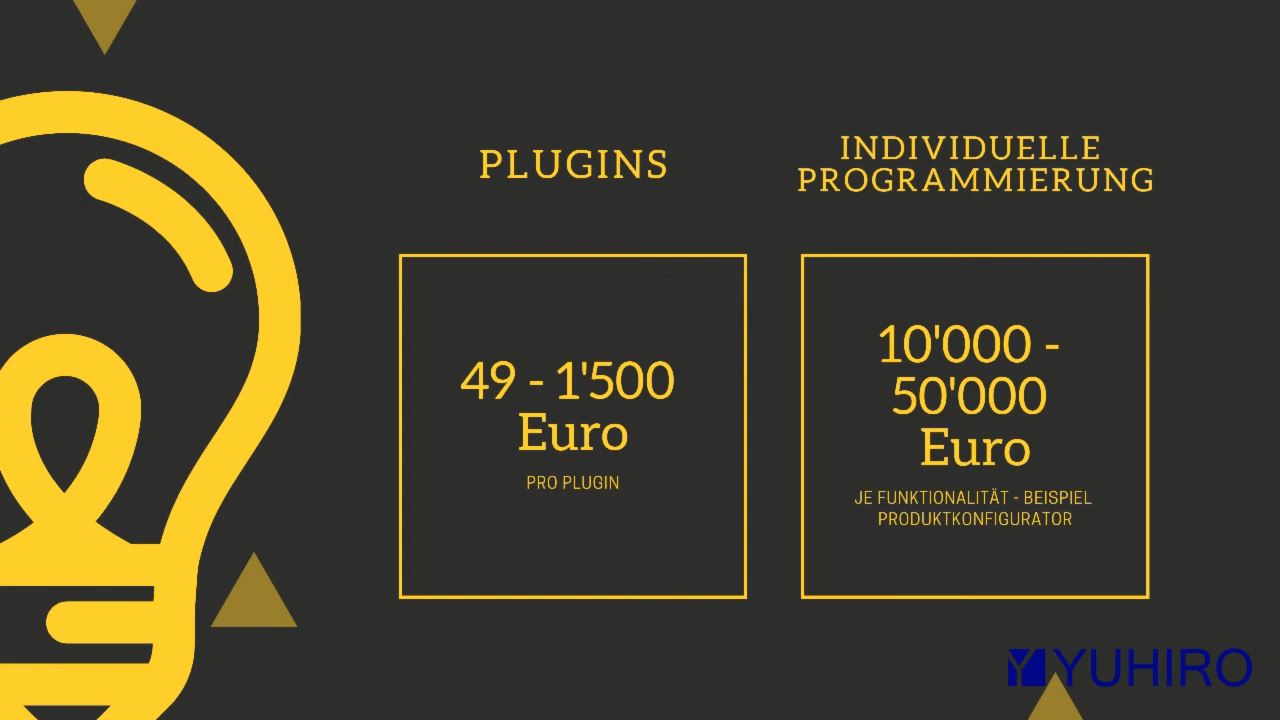 PLUGINS
49 - 1'500
Euro
PRO PLUGIN
INDIVIDUELLE
PROGRAMMIERUNG
10'000 -
50'000
Euro
JE FUNKTIONALITÄT - BEISPIEL
PRODUKTKONFIGURATOR
YUHIRO